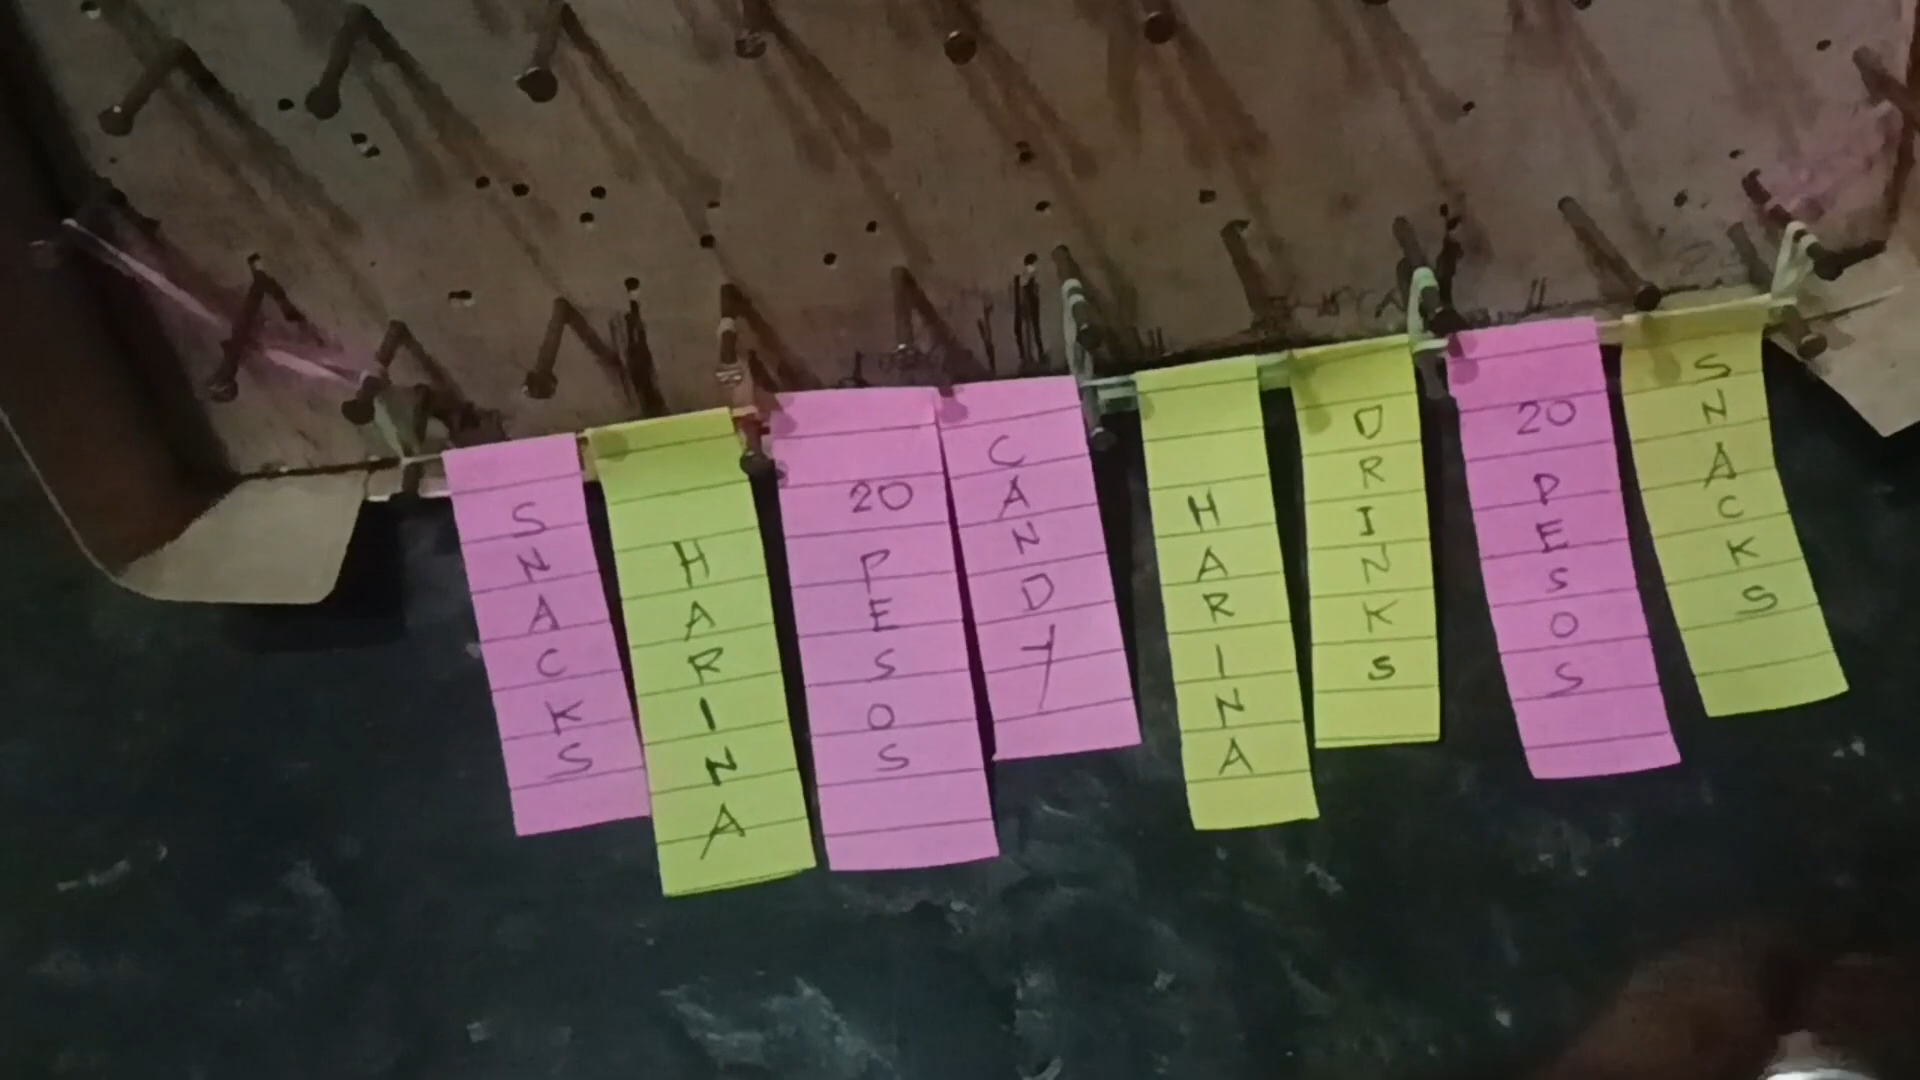 SNACKS
HARINA
20 PESOS
CANDY
HARINA
DRINKS
20 PESOS
SNACKS